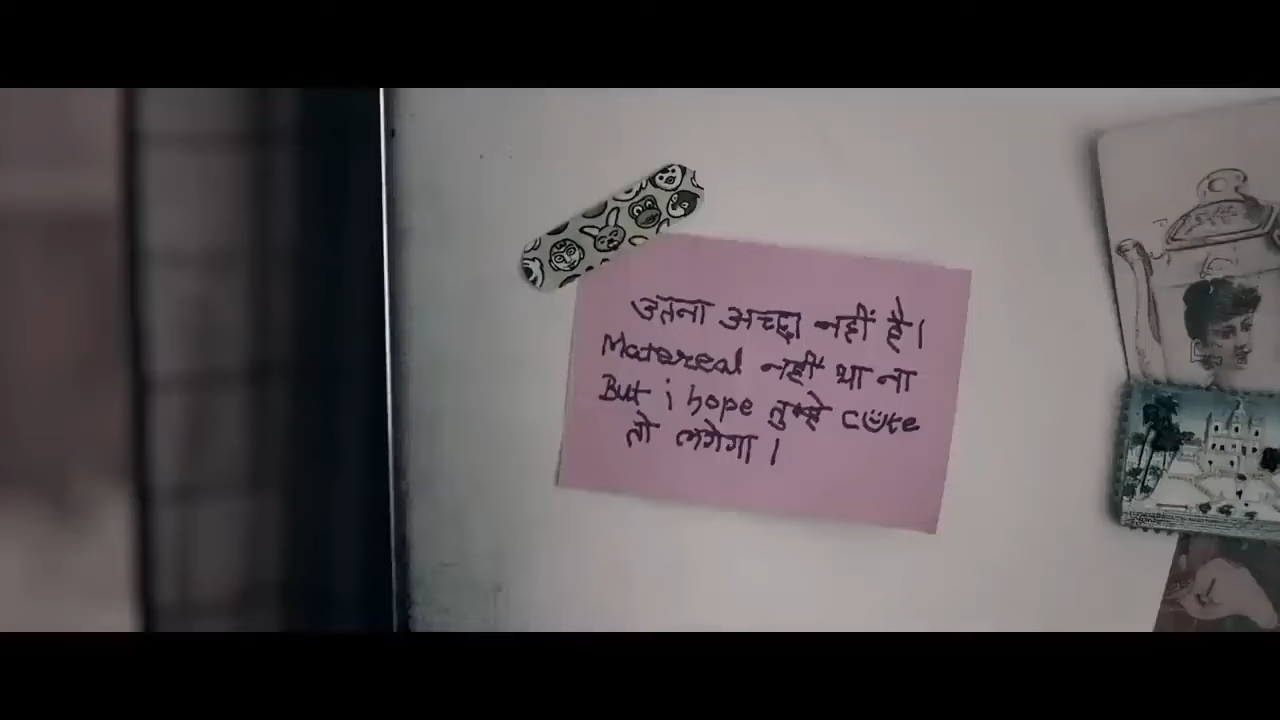 उतना अच्छा नहीं है।
Matereal नहीं था ना
But i hope तुम्हे cute
तो लगेगा।